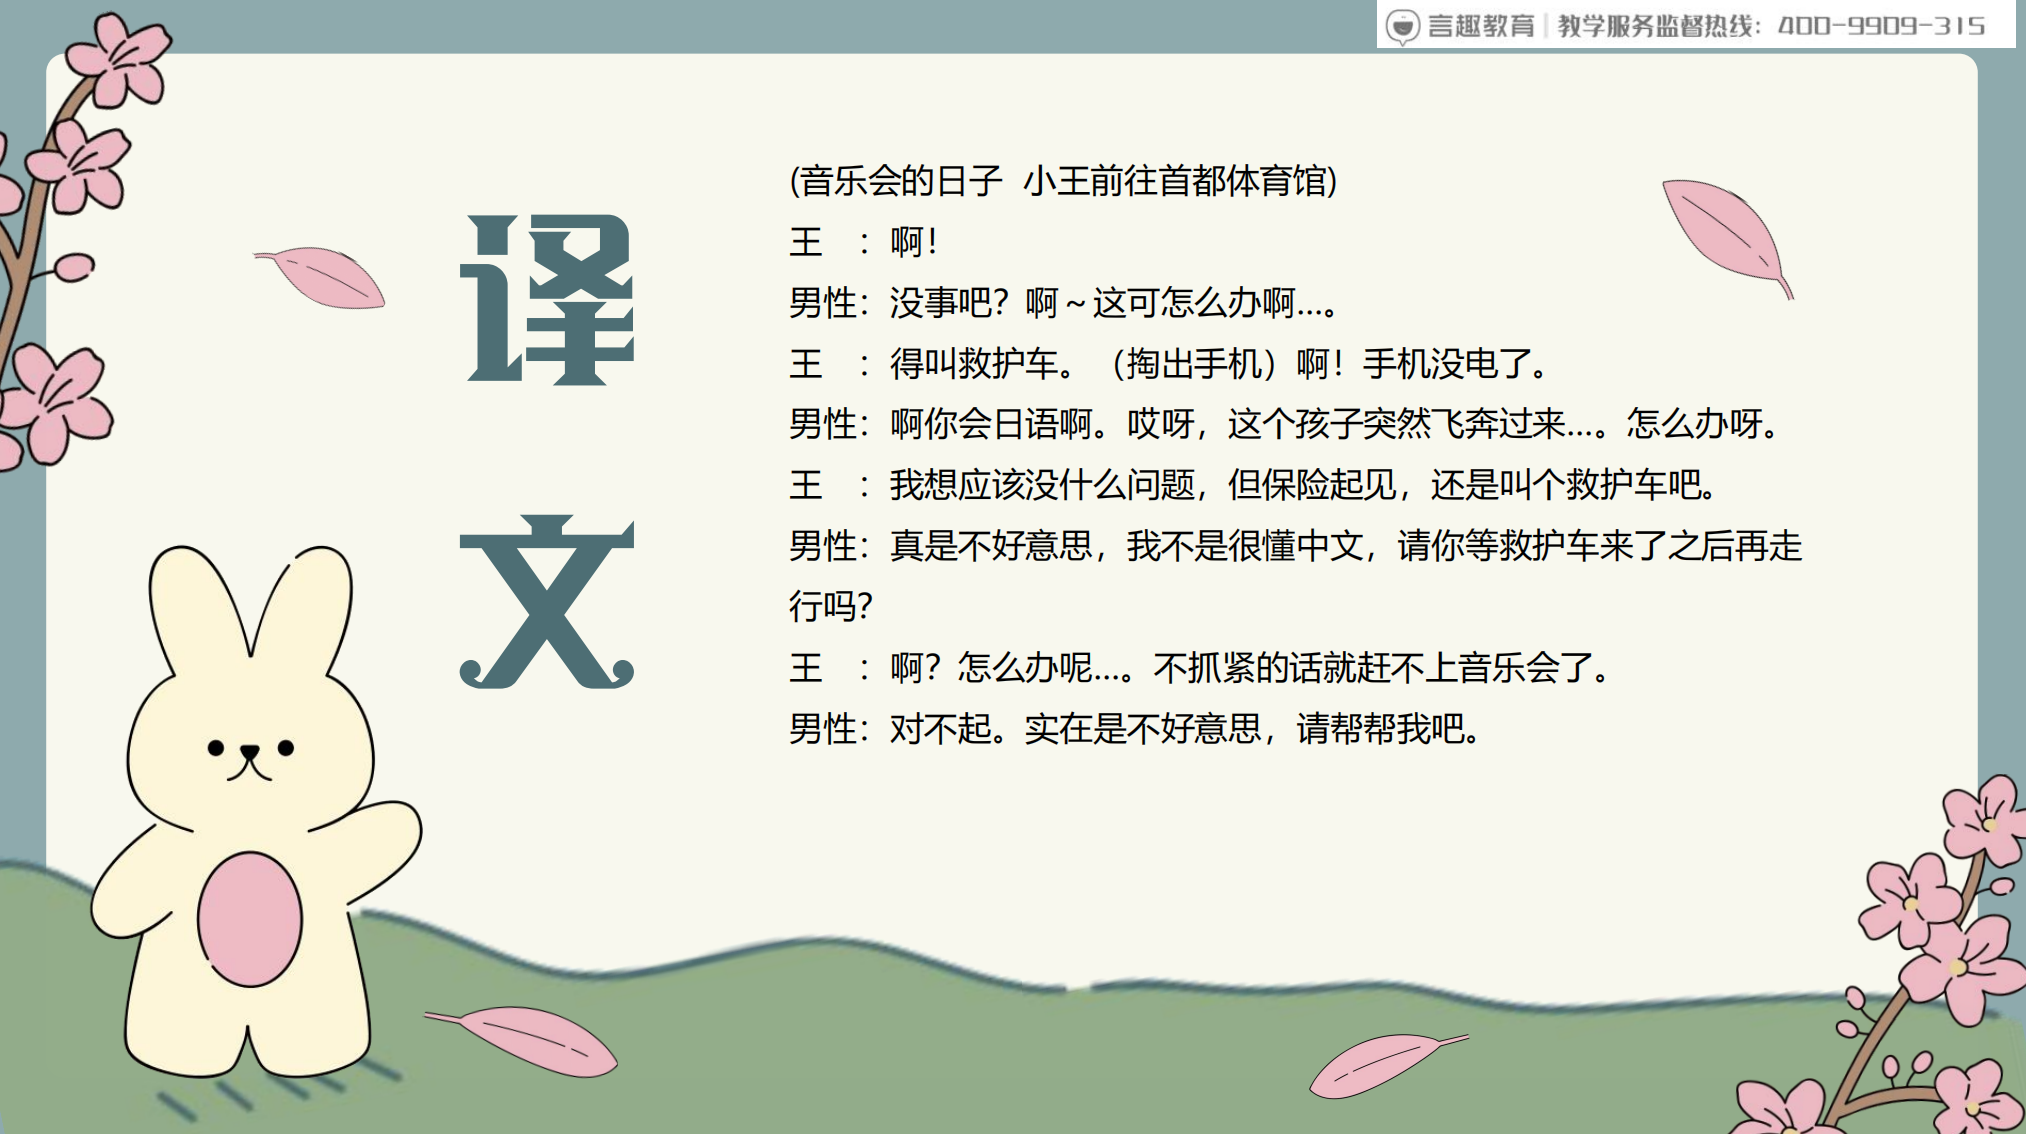 言趣教育 | 教学服务监督热线：400-9909-315
译文
(音乐会的日子 小王前往首都体育馆)
王　：啊！
男性：没事吧？啊～这可怎么办啊…。
王　：得叫救护车。（掏出手机）啊！手机没电了。
男性：啊你会日语啊。哎呀，这个孩子突然飞奔过来…。怎么办呀。
王　：我想应该没什么问题，但保险起见，还是叫个救护车吧。
男性：真是不好意思，我不是很懂中文，请你等救护车来了之后再走
行吗？
王　：啊？怎么办呢…。不抓紧的话就赶不上音乐会了。
男性：对不起。实在是不好意思，请帮帮我吧。